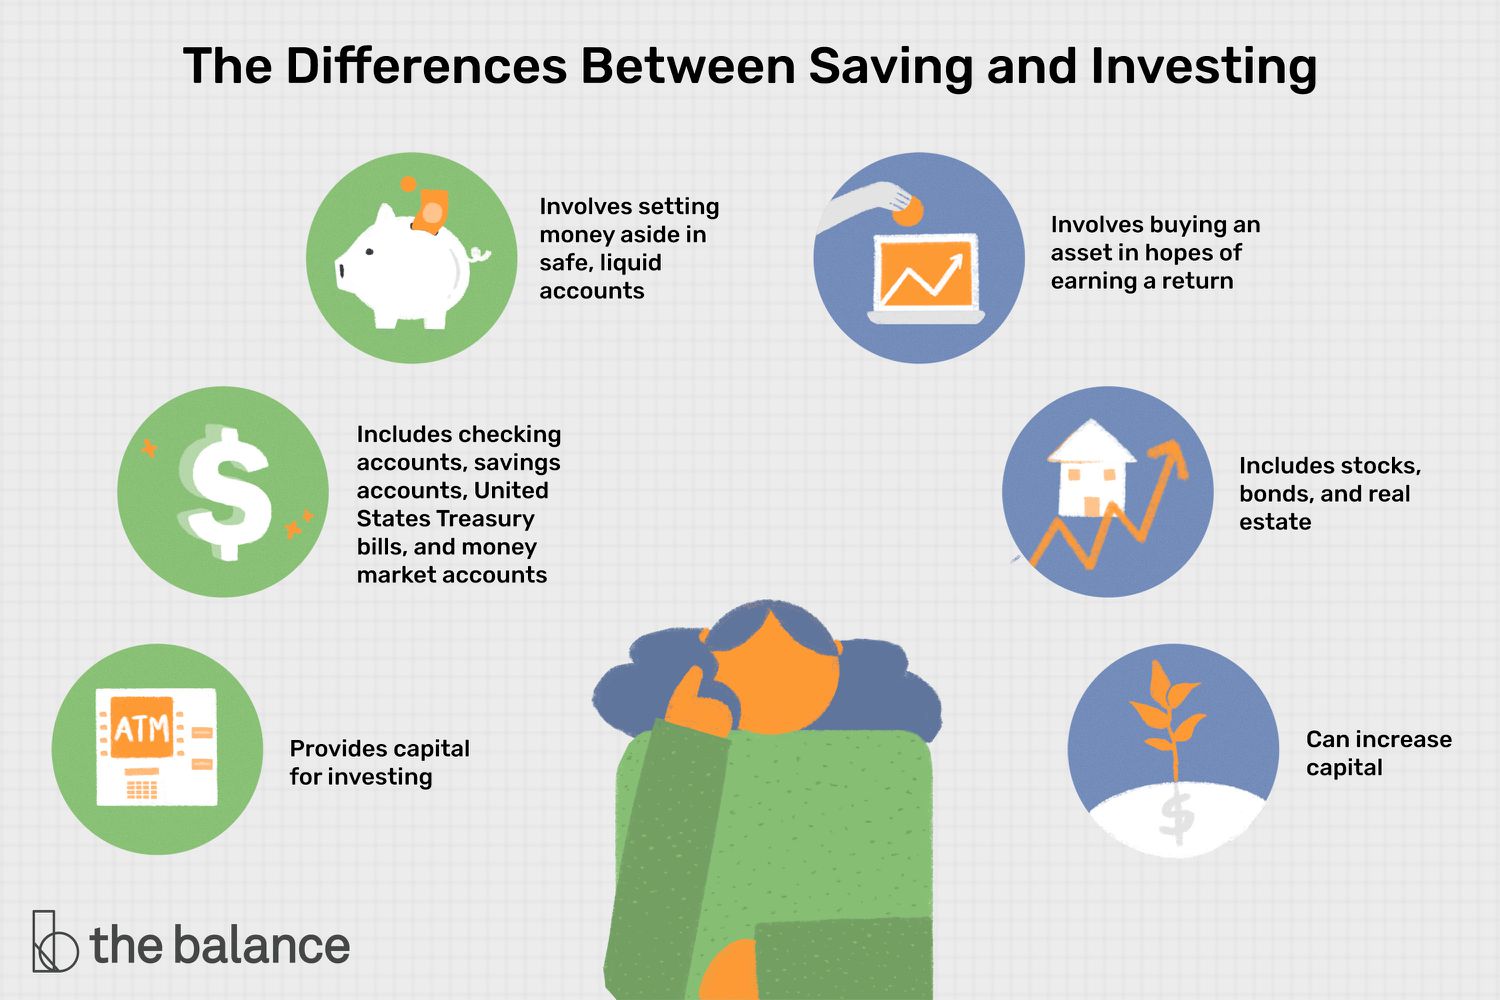 The Differences Between Saving and Investing
Involves setting
money aside in
safe, liquid
accounts
Involves buying an
asset in hopes of
earning a return
$
Includes checking
accounts, savings
accounts, United
States Treasury
bills, and money
market accounts
Includes stocks,
bonds, and real
estate
ATM
Provides capital
for investing
$
Can increase
capital
b the balance